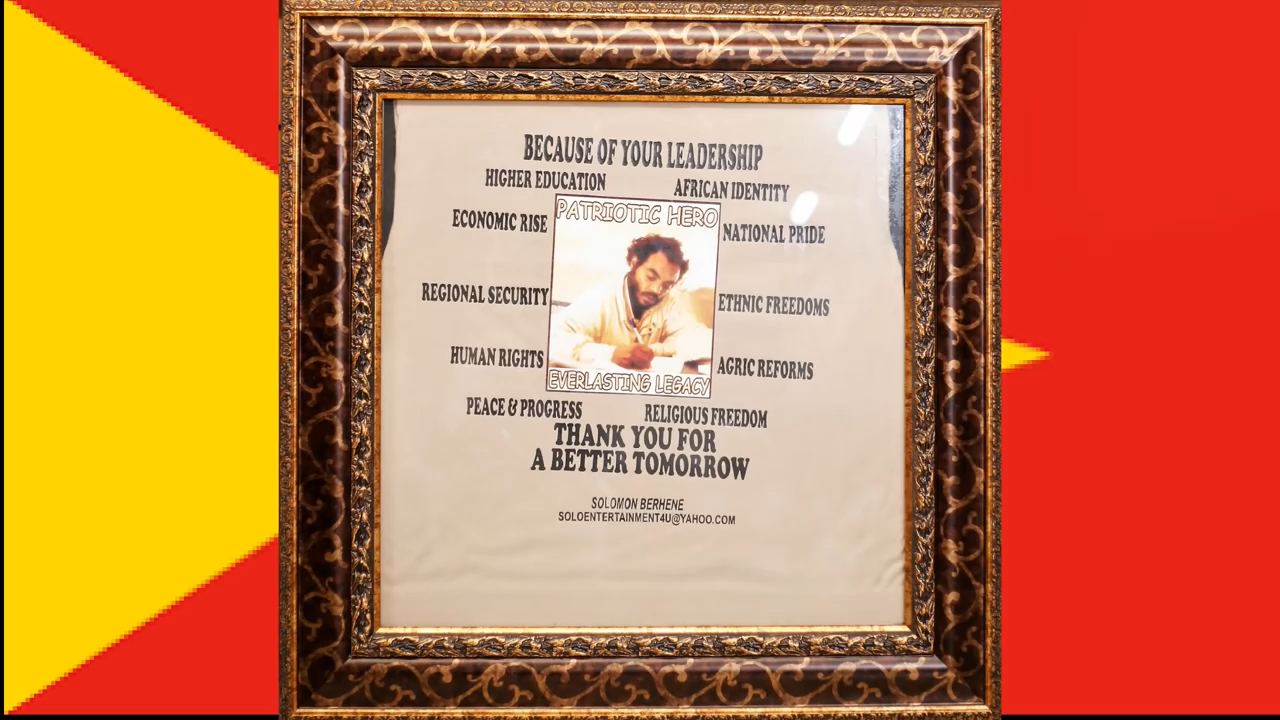 BECAUSE OF YOUR LEADERSHIP
HIGHER EDUCATION AFRICAN IDENTITY
ECONOMIC RISE PATRIOTIC HERO NATIONAL PRIDE
REGIONAL SECURITY ETHNIC FREEDOMS
HUMAN RIGHTS AGRIC REFORMS
EVERLASTING LEGACY
PEACE & PROGRESS RELIGIOUS FREEDOM
THANK YOU FOR
A BETTER TOMORROW
SOLOMON BERHENE
SOLOENTERTAINMENT4U@YAHOO.COM